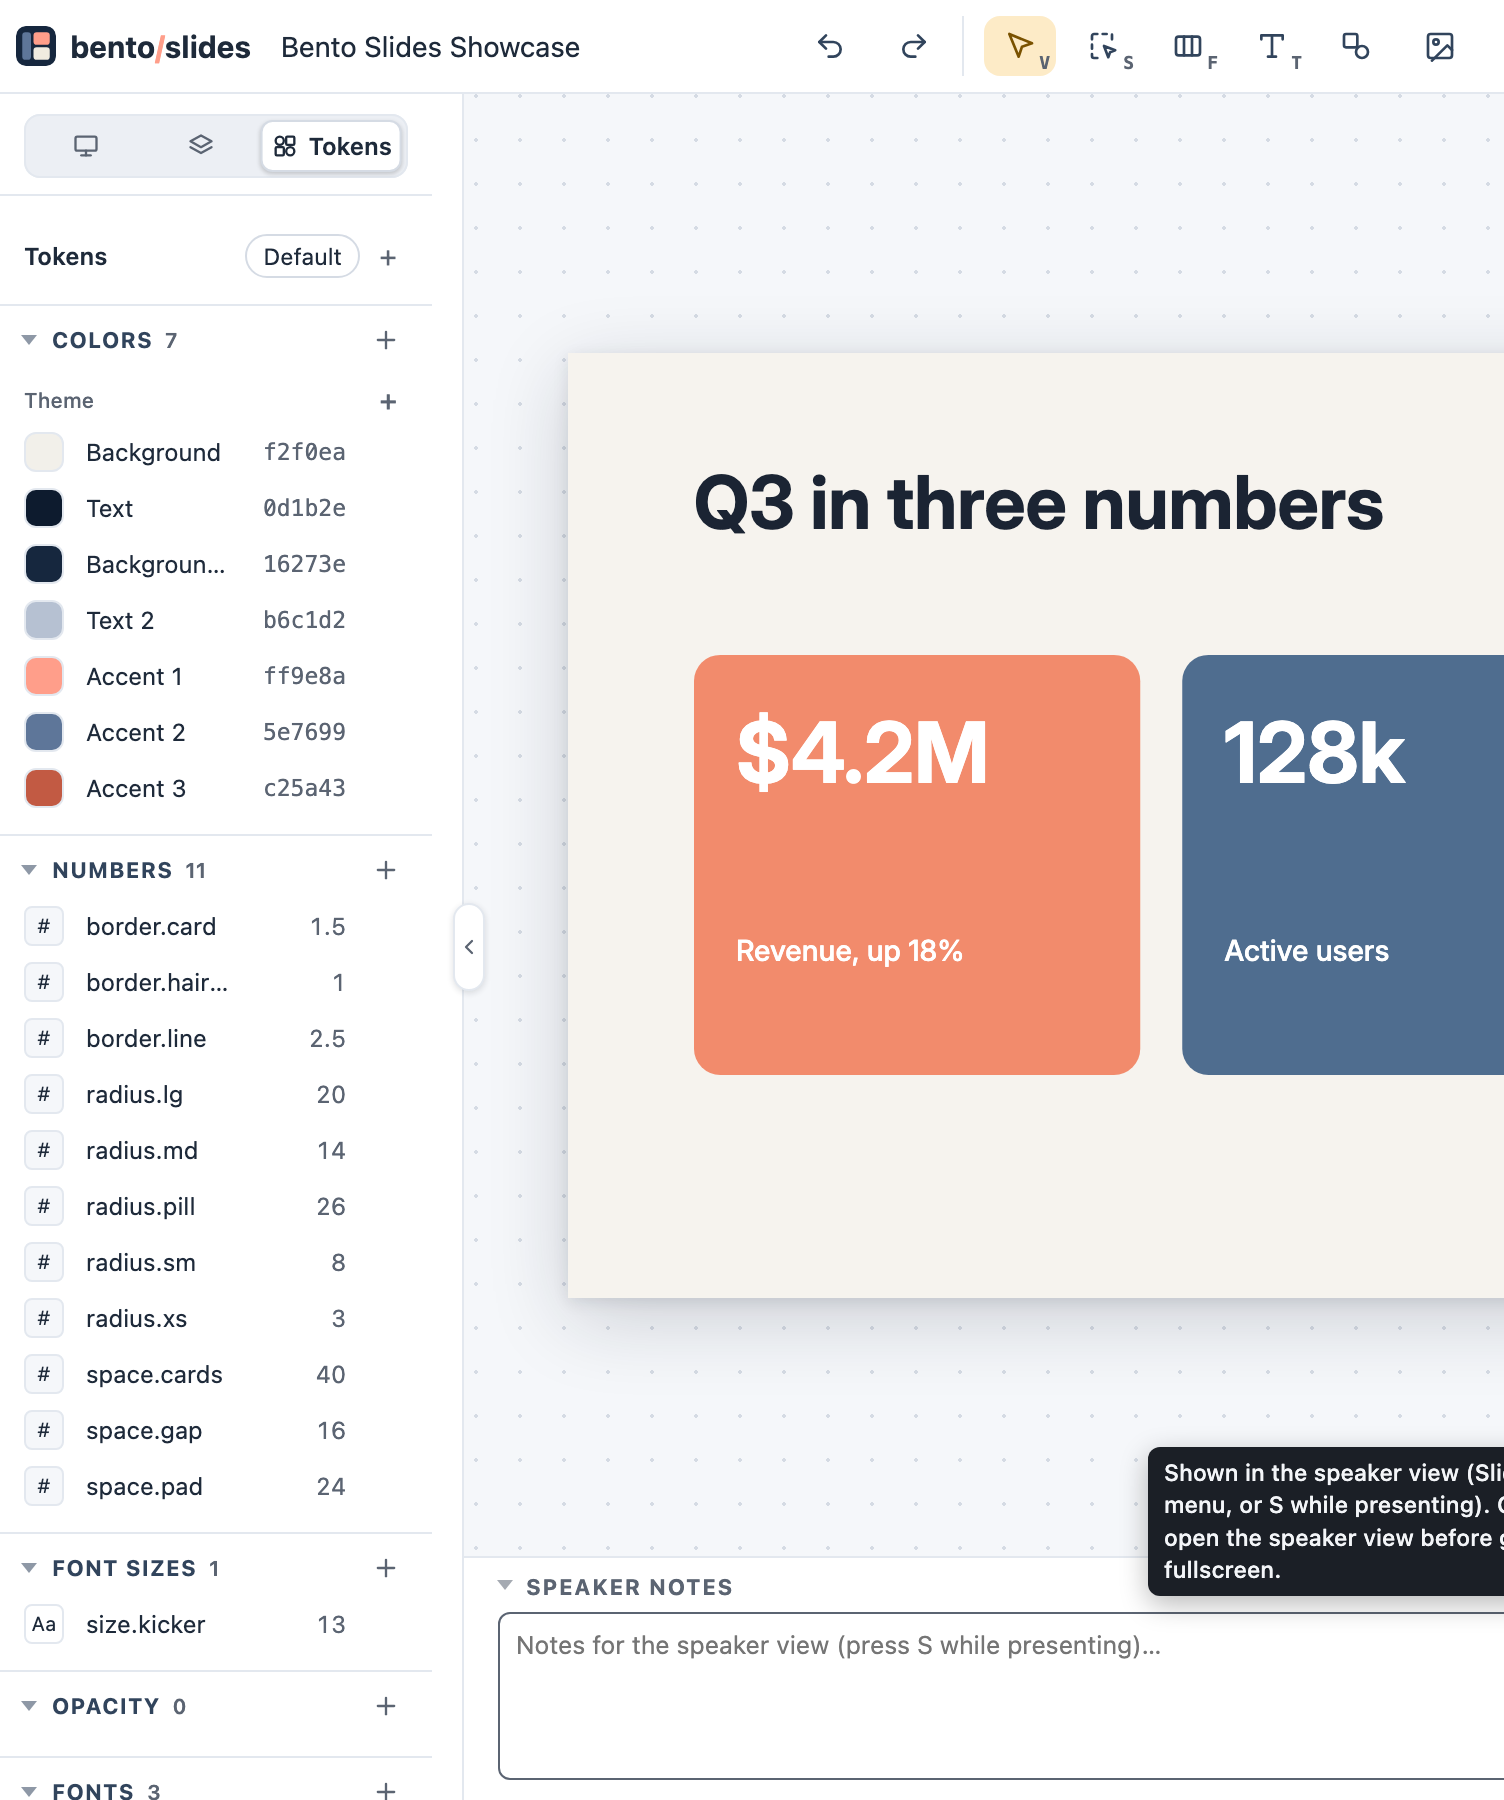 bento/slides Bento Slides Showcase V S F T
Tokens
Tokens Default +
COLORS 7 +
Theme +
Background f2f0ea
Text 0d1b2e
Backgroun... 16273e
Text 2 b6c1d2
Accent 1 ff9e8a
Accent 2 5e7699
Accent 3 c25a43
NUMBERS 11 +
# border.card 1.5
# border.hair... 1
# border.line 2.5
# radius.lg 20
# radius.md 14
# radius.pill 26
# radius.sm 8
# radius.xs 3
# space.cards 40
# space.gap 16
# space.pad 24
FONT SIZES 1 +
Aa size.kicker 13
OPACITY 0 +
FONTS 3 +
Q3 in three numbers
$4.2M
Revenue, up 18%
128k
Active users
Shown in the speaker view (
menu, or S while presenting).
open the speaker view before
fullscreen.
SPEAKER NOTES
Notes for the speaker view (press S while presenting)...